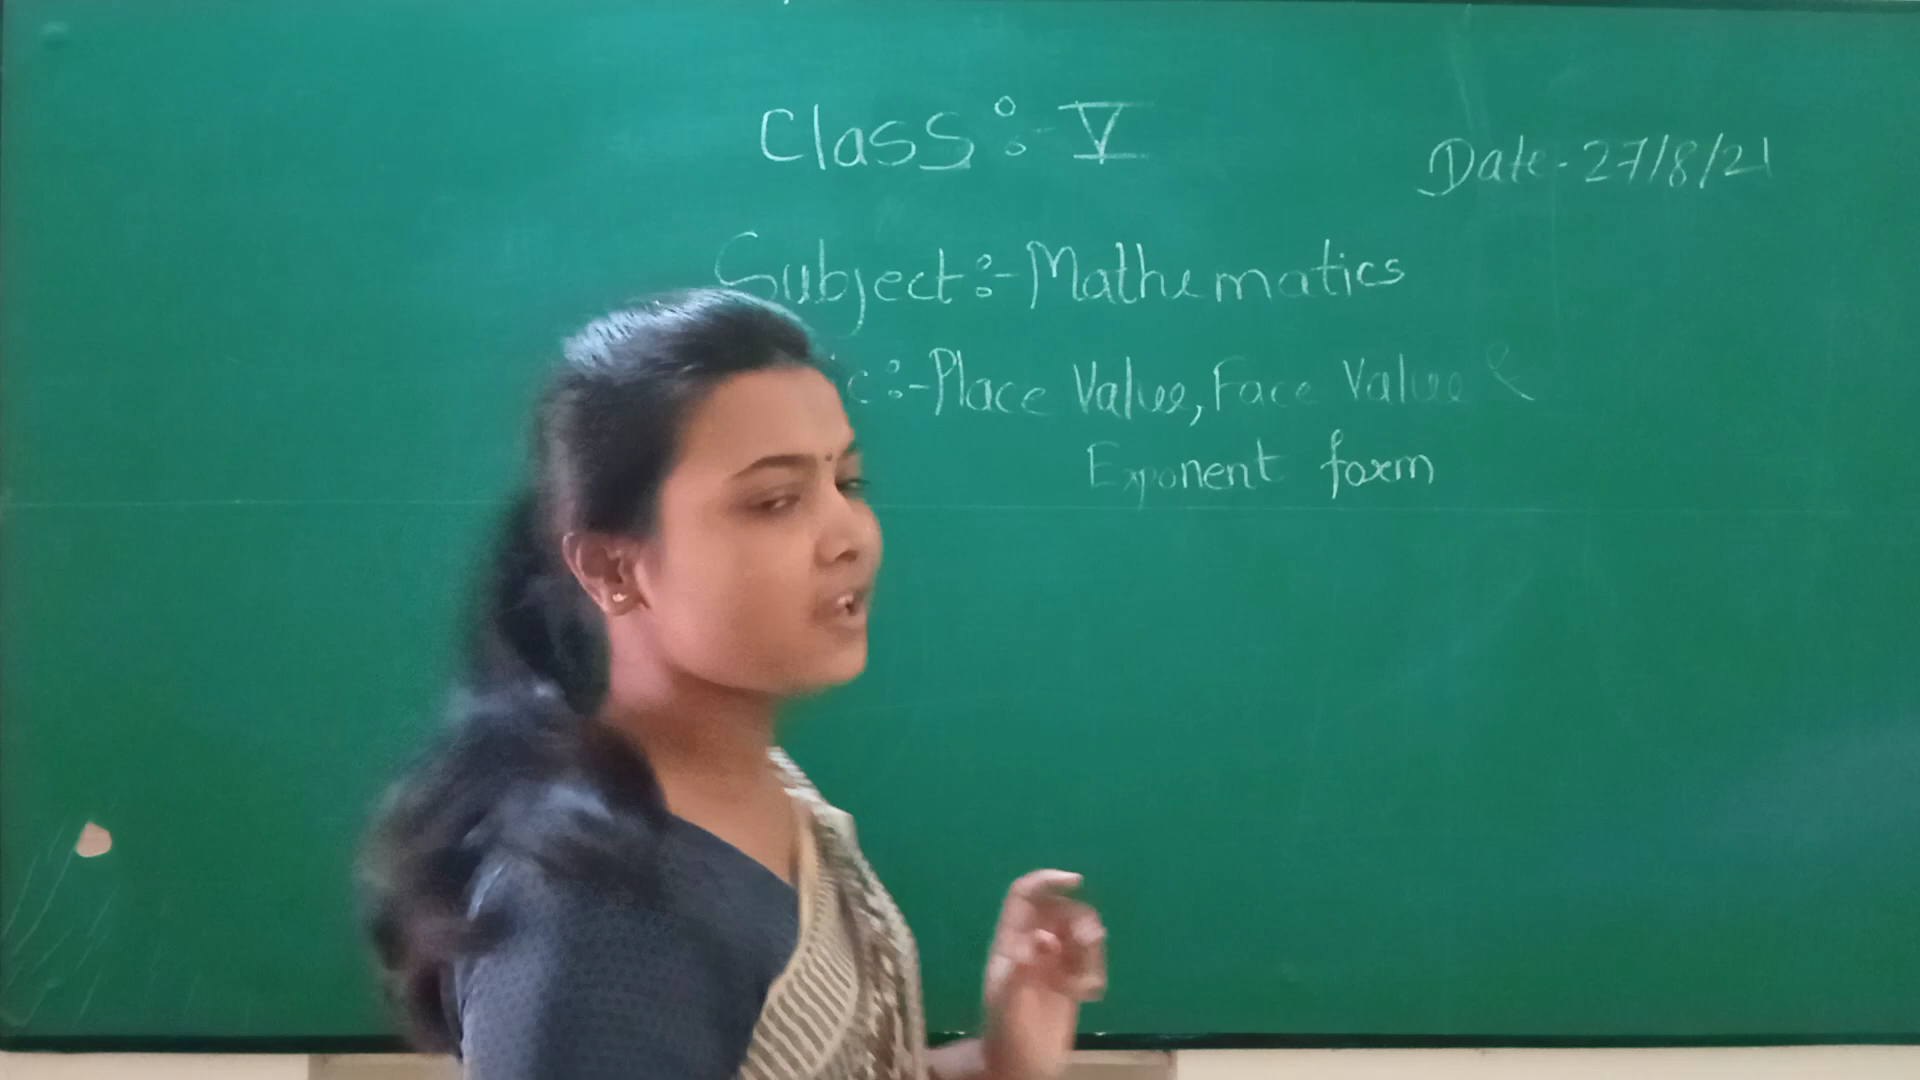 Class :- V
Date- 27/8/21
Subject :- Mathematics
c :- Place Value, Face Value &
Exponent form